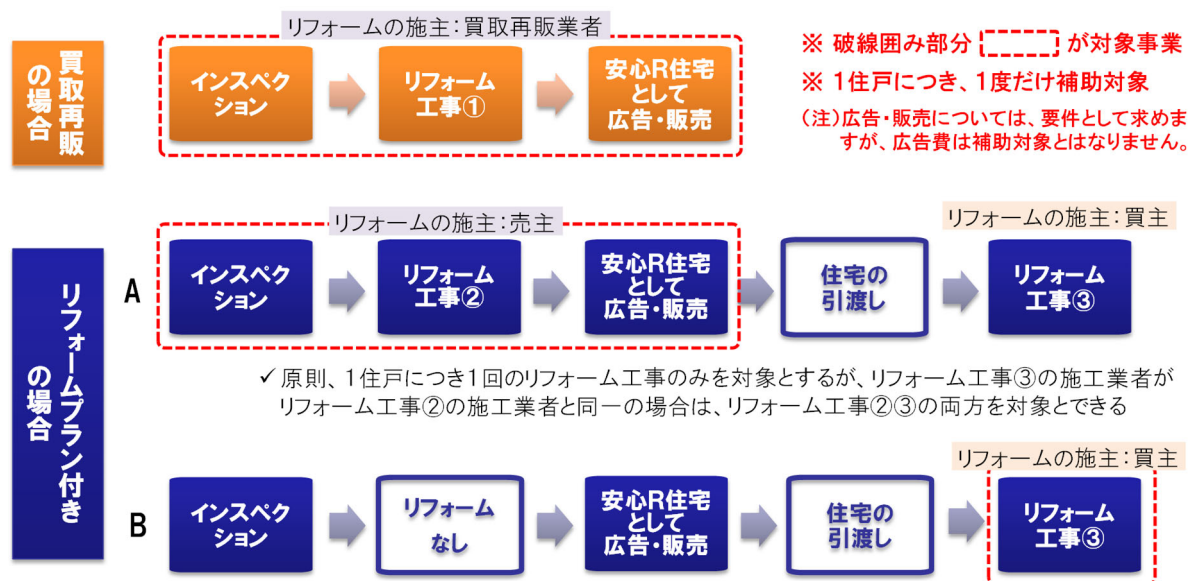 買取再販
の場合
リフォームの施主：買取再販業者
インスペク
ション
リフォーム
工事①
安心R住宅
として
広告・販売
※ 破線囲み部分 が対象事業
※ 1住戸につき、1度だけ補助対象
（注）広告・販売については、要件として求めま
すが、広告費は補助対象とはなりません。
リフォームプラン付き
の場合
A
リフォームの施主：売主
インスペク
ション
リフォーム
工事②
安心R住宅
として
広告・販売
住宅の
引渡し
リフォームの施主：買主
リフォーム
工事③
✓原則、1住戸につき1回のリフォーム工事のみを対象とするが、リフォーム工事③の施工業者が
リフォーム工事②の施工業者と同一の場合は、リフォーム工事②③の両方を対象とできる
B
インスペク
ション
リフォーム
なし
安心R住宅
として
広告・販売
住宅の
引渡し
リフォームの施主：買主
リフォーム
工事③